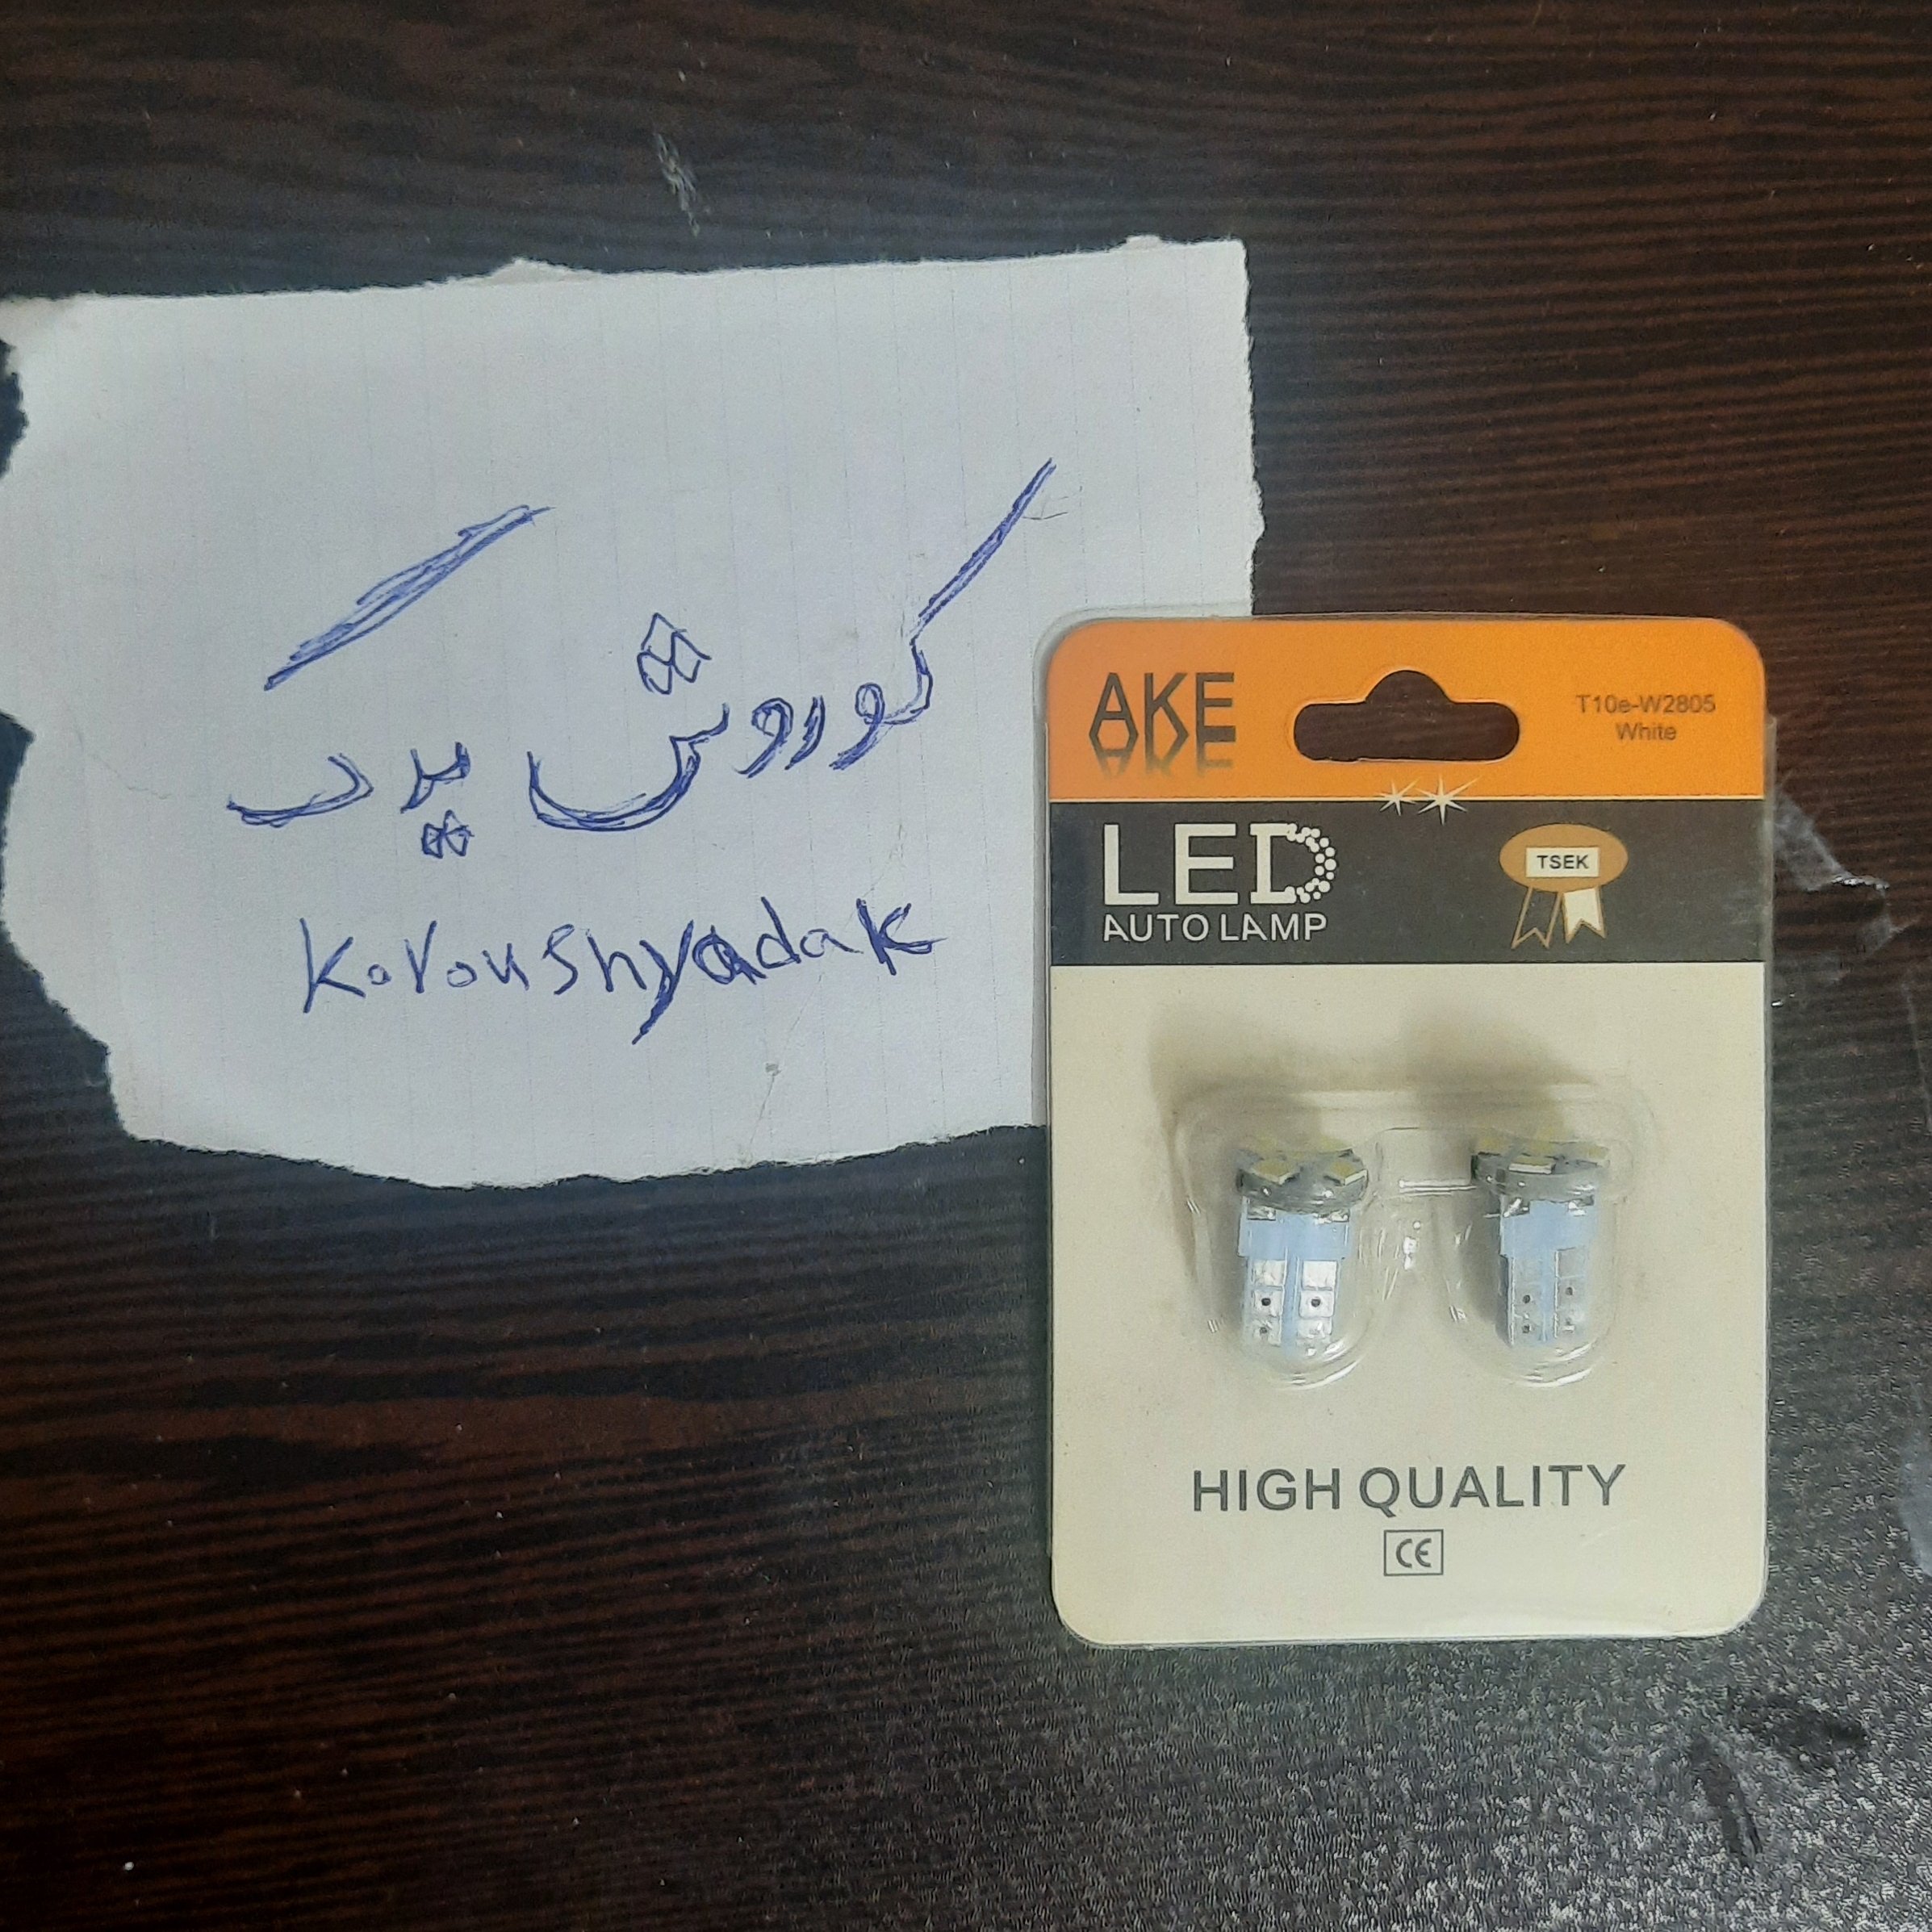 کوروش یدک
Koroushyadak
AKE
T10e-W2805
White
LED
AUTO LAMP
TSEK
HIGH QUALITY
CE